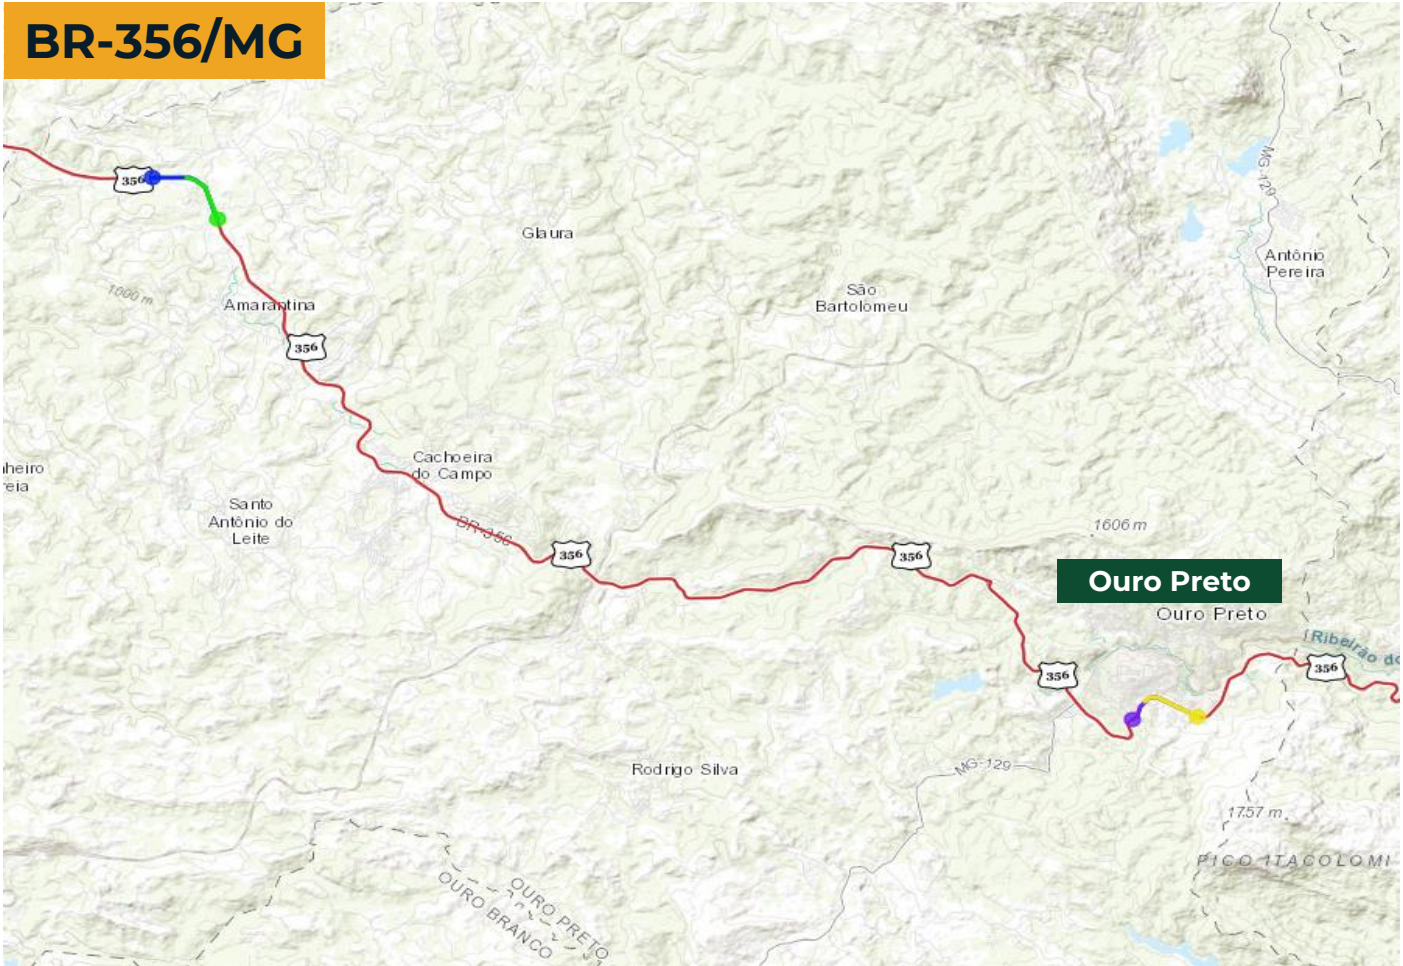 BR-356/MG
356
MG-129
Glaura
Antônio
Pereira
1000 m
São
Bartolomeu
Amarantina
356
Cachoeira
do Campo
Santo
Antônio do
Leite
BR-356
356
356
1606 m
Ouro Preto
Ouro Preto
Ribeirão do
356
356
MG-129
Rodrigo Silva
1757 m
PICO ITACOLOMI
OURO PRETO
OURO BRANCO